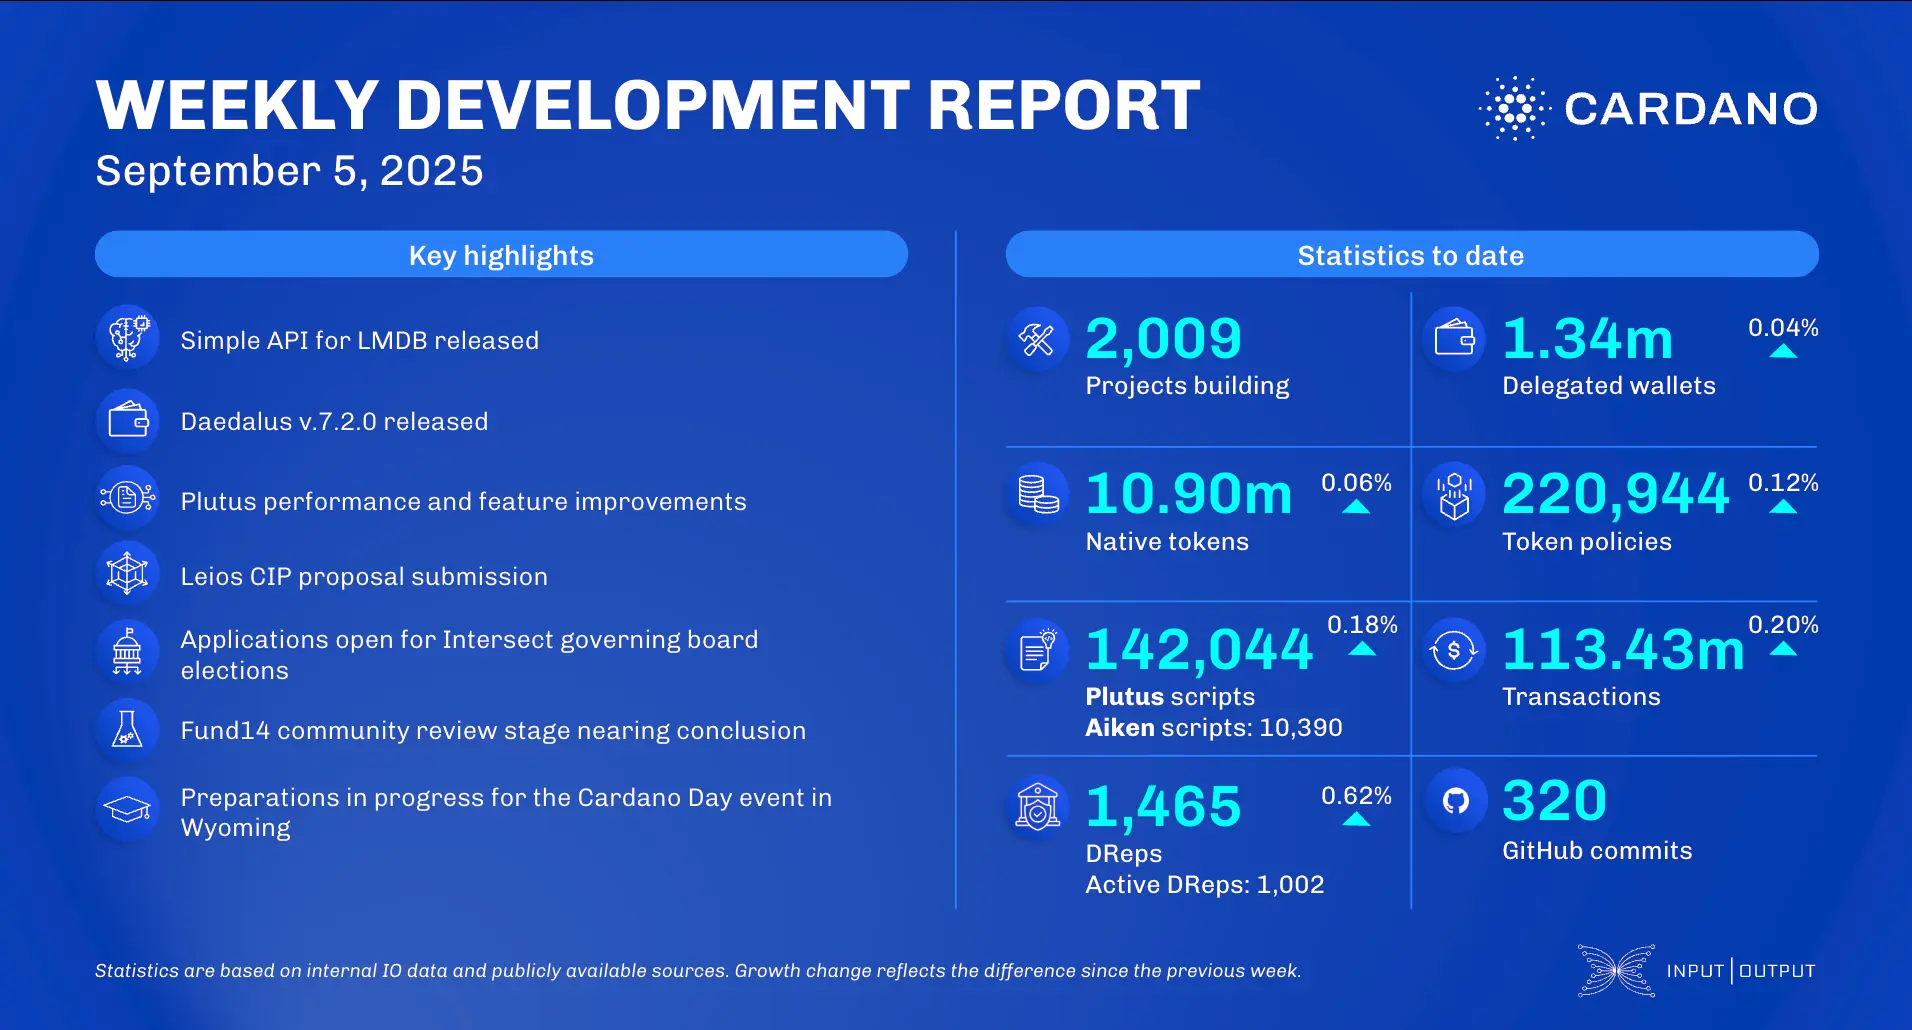 WEEKLY DEVELOPMENT REPORT
September 5, 2025
CARDANO
Key highlights
Simple API for LMDB released
Daedalus v.7.2.0 released
Plutus performance and feature improvements
Leios CIP proposal submission
Applications open for Intersect governing board
elections
Fund14 community review stage nearing conclusion
Preparations in progress for the Cardano Day event in
Wyoming
Statistics to date
2,009
Projects building
1.34m 0.04%
Delegated wallets
10.90m 0.06%
Native tokens
220,944 0.12%
Token policies
142,044 0.18%
Plutus scripts
Aiken scripts: 10,390
113.43m 0.20%
Transactions
1,465 0.62%
DReps
Active DReps: 1,002
320
GitHub commits
Statistics are based on internal IO data and publicly available sources. Growth change reflects the difference since the previous week.
INPUT | OUTPUT